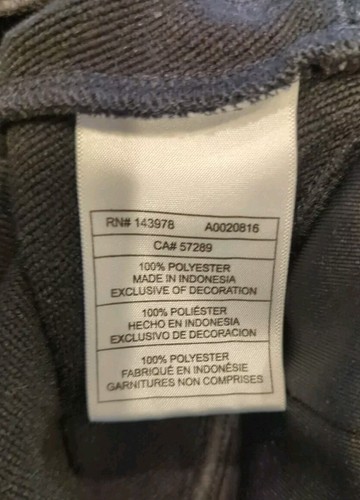 RN# 143978 A0020816
CA# 57289
100% POLYESTER
MADE IN INDONESIA
EXCLUSIVE OF DECORATION
100% POLIÉSTER
HECHO EN INDONESIA
EXCLUSIVO DE DECORACION
100% POLYESTER
FABRIQUÉ EN INDONÉSIE
GARNITURES NON COMPRISES